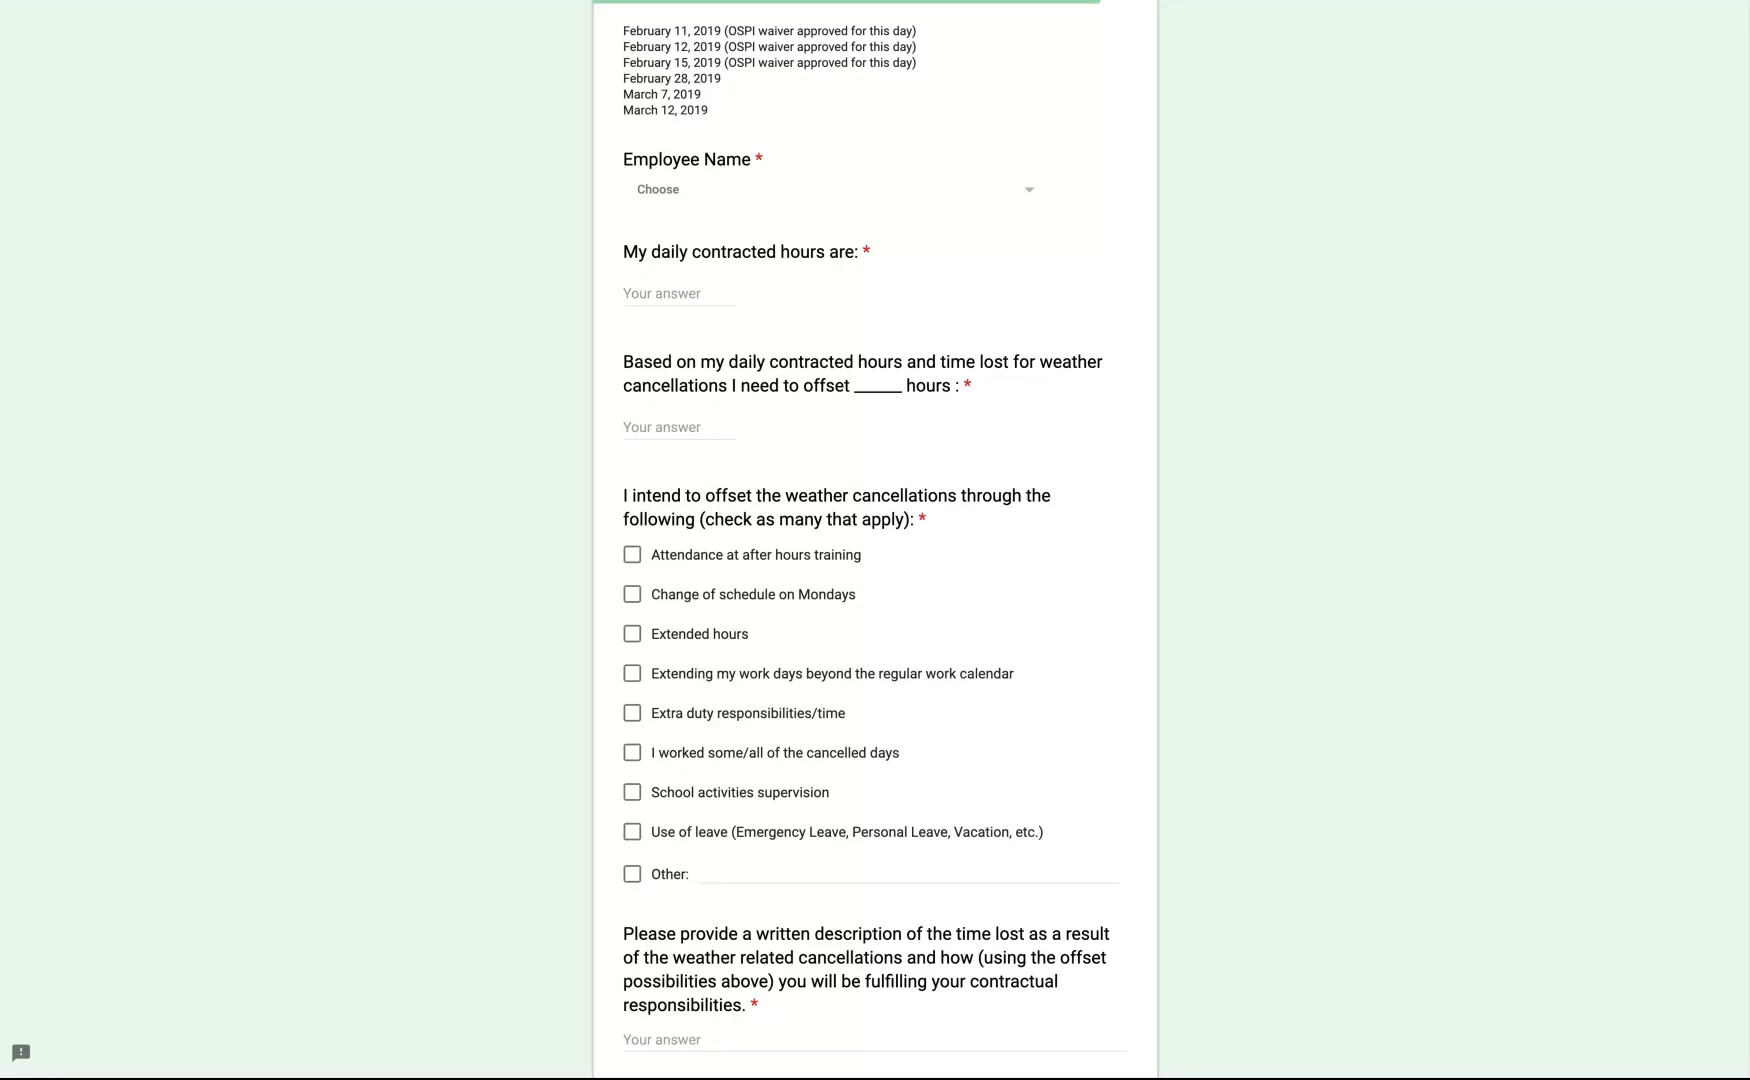 February 11, 2019 (OSPI waiver approved for this day)
February 12, 2019 (OSPI waiver approved for this day)
February 15, 2019 (OSPI waiver approved for this day)
February 28, 2019
March 7, 2019
March 12, 2019
Employee Name *
Choose
My daily contracted hours are: *
Your answer
Based on my daily contracted hours and time lost for weather
cancellations I need to offset _____ hours : *
Your answer
I intend to offset the weather cancellations through the
following (check as many that apply): *
Attendance at after hours training
Change of schedule on Mondays
Extended hours
Extending my work days beyond the regular work calendar
Extra duty responsibilities/time
I worked some/all of the cancelled days
School activities supervision
Use of leave (Emergency Leave, Personal Leave, Vacation, etc.)
Other:
Please provide a written description of the time lost as a result
of the weather related cancellations and how (using the offset
possibilities above) you will be fulfilling your contractual
responsibilities. *
Your answer